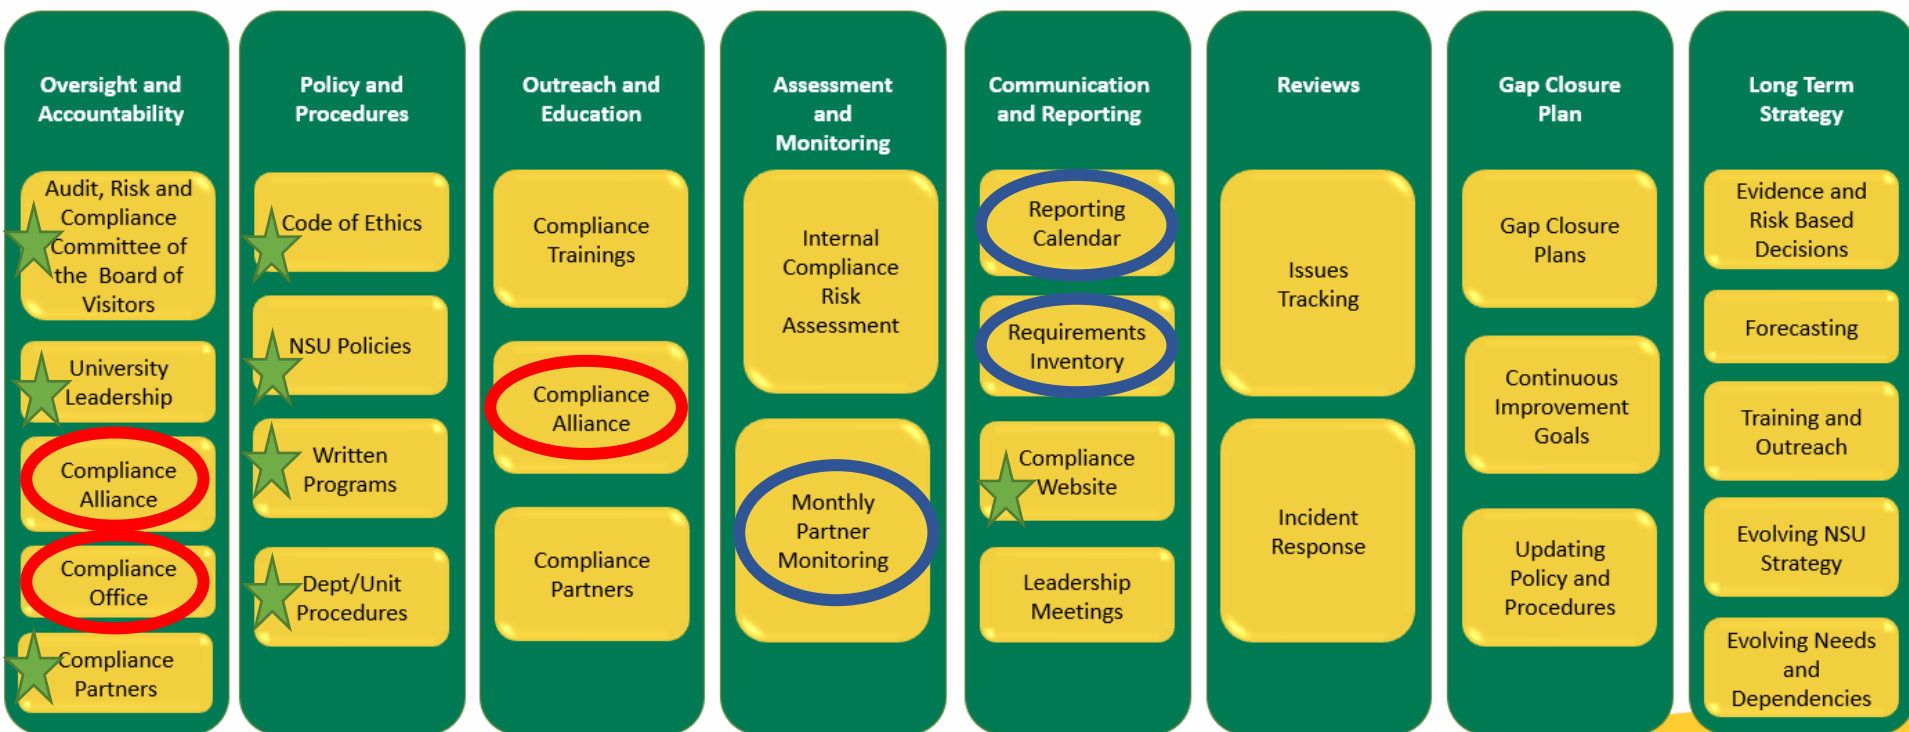 Oversight and
Accountability
Audit, Risk and
Compliance
Committee of
the Board of
Visitors
University
Leadership
Compliance
Alliance
Compliance
Office
Compliance
Partners
Policy and
Procedures
Code of Ethics
NSU Policies
Written
Programs
Dept/Unit
Procedures
Outreach and
Education
Compliance
Trainings
Compliance
Alliance
Compliance
Partners
Assessment
and
Monitoring
Internal
Compliance
Risk
Assessment
Monthly
Partner
Monitoring
Communication
and Reporting
Reporting
Calendar
Requirements
Inventory
Compliance
Website
Leadership
Meetings
Reviews
Issues
Tracking
Incident
Response
Gap Closure
Plan
Gap Closure
Plans
Continuous
Improvement
Goals
Updating
Policy and
Procedures
Long Term
Strategy
Evidence and
Risk Based
Decisions
Forecasting
Training and
Outreach
Evolving NSU
Strategy
Evolving Needs
and
Dependencies